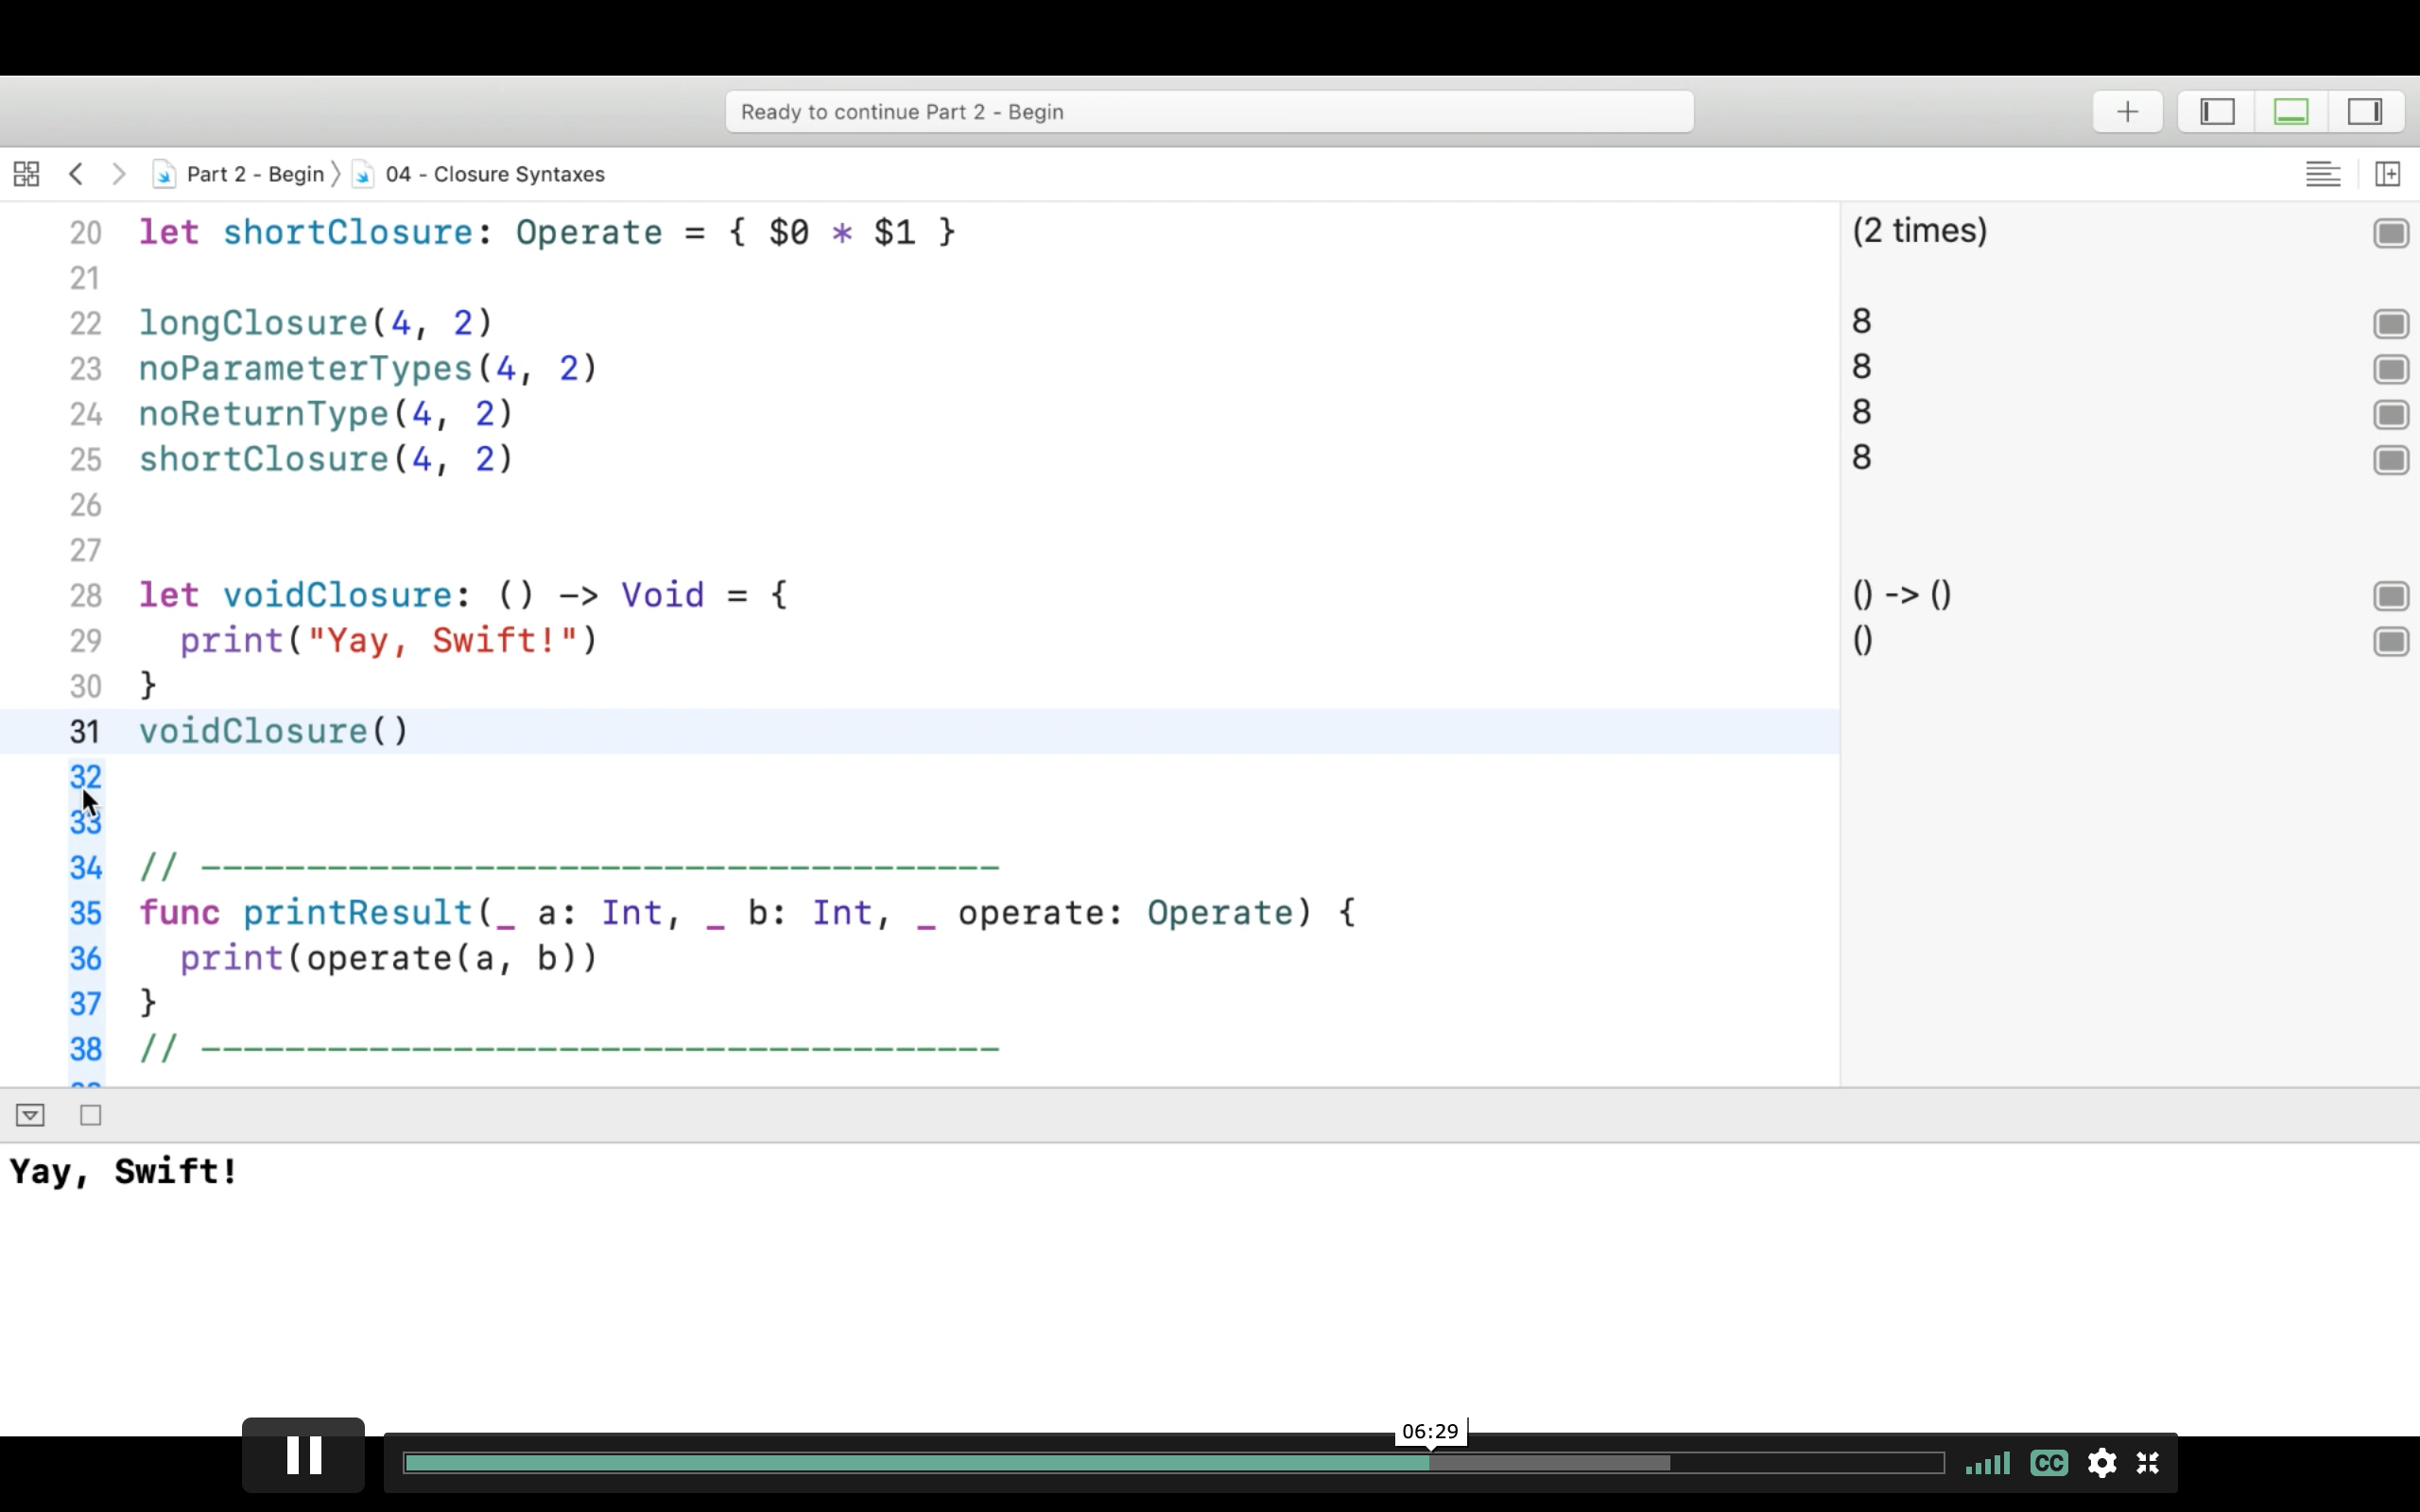 Ready to continue Part 2 - Begin
Part 2 - Begin 04 - Closure Syntaxes
20 let shortClosure: Operate = { $0 * $1 } (2 times)
21
22 longClosure(4, 2) 8
23 noParameterTypes(4, 2) 8
24 noReturnType(4, 2) 8
25 shortClosure(4, 2) 8
26
27
28 let voidClosure: () -> Void = { () -> ()
29 print("Yay, Swift!") ()
30 }
31 voidClosure()
32
33
34 // --------------------------------------
35 func printResult(_ a: Int, _ b: Int, _ operate: Operate) {
36 print(operate(a, b))
37 }
38 // --------------------------------------
Yay, Swift!
06:29
CC